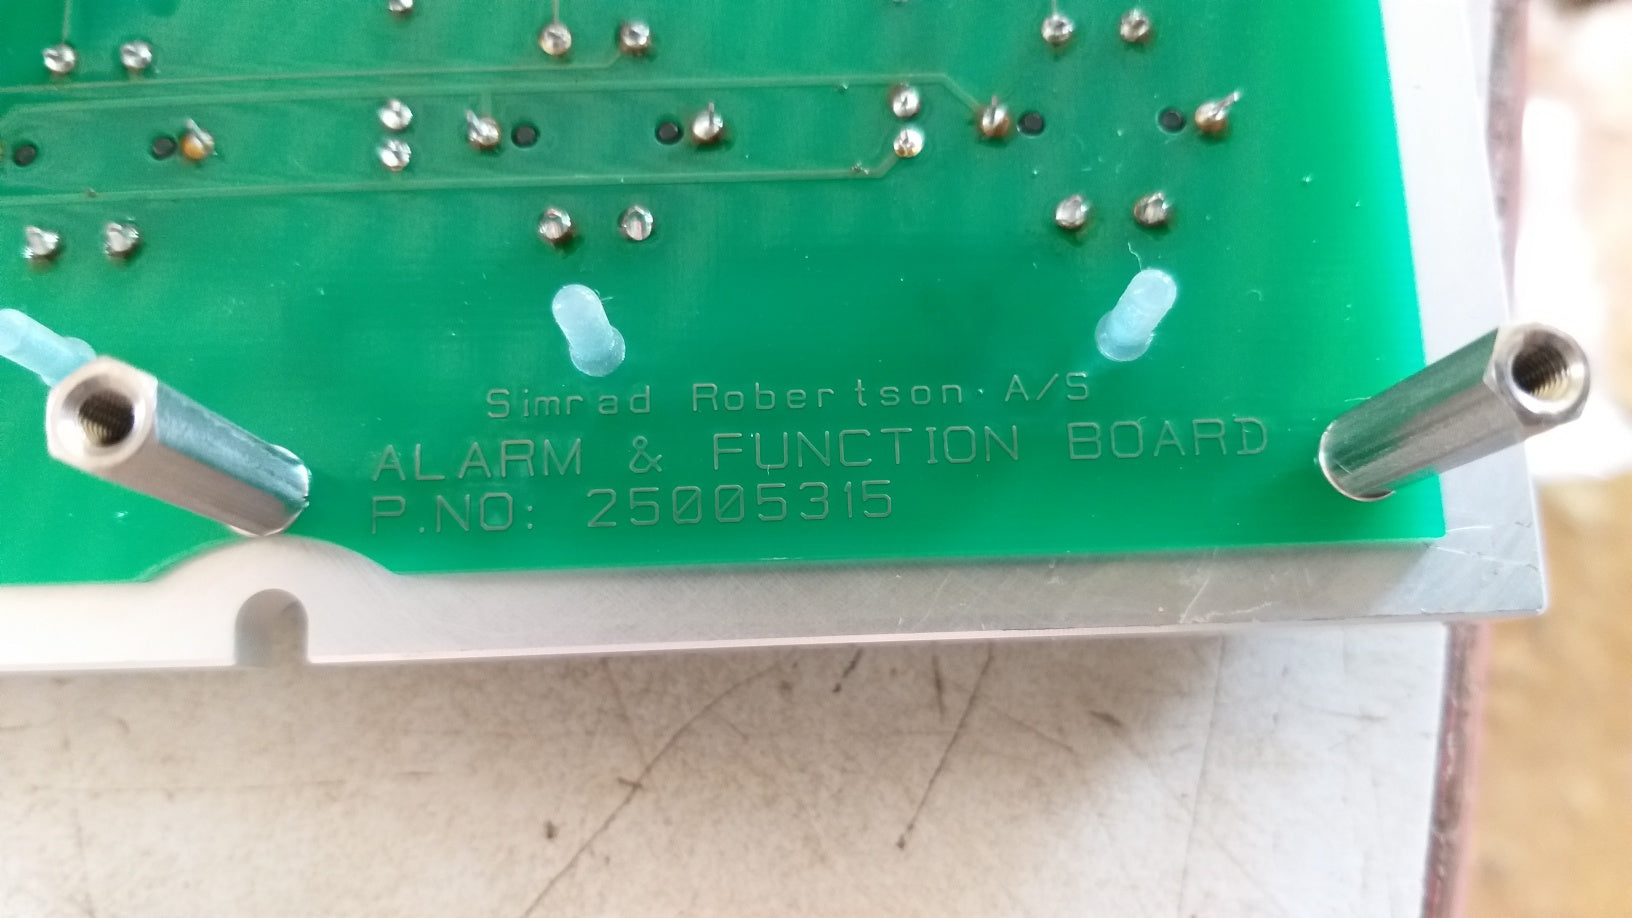 Simrad Robertson A/S
ALARM & FUNCTION BOARD
P.NO: 25005315